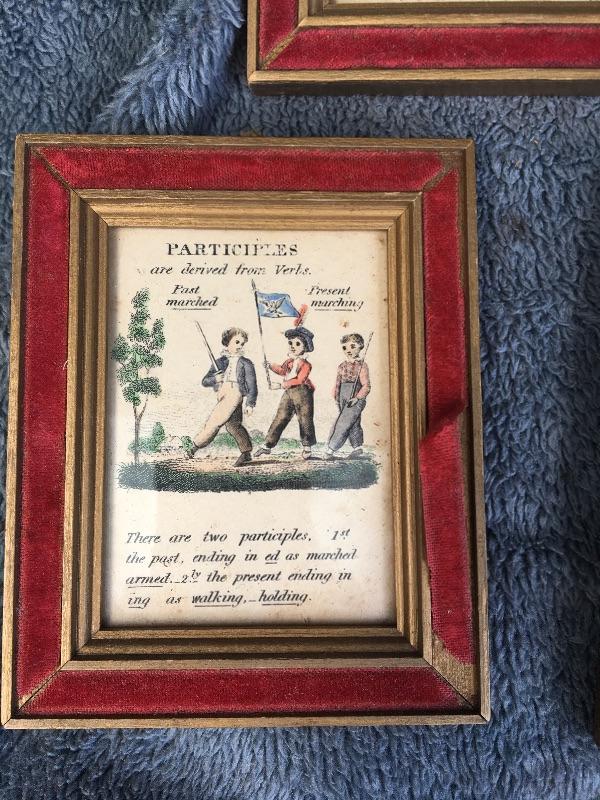 PARTICIPLES
are derived from Verbs.
Past Present
marched marching
There are two participles, 1st
the past, ending in ed as marched
armed. _ 2ly the present ending in
ing as walking, _ holding.